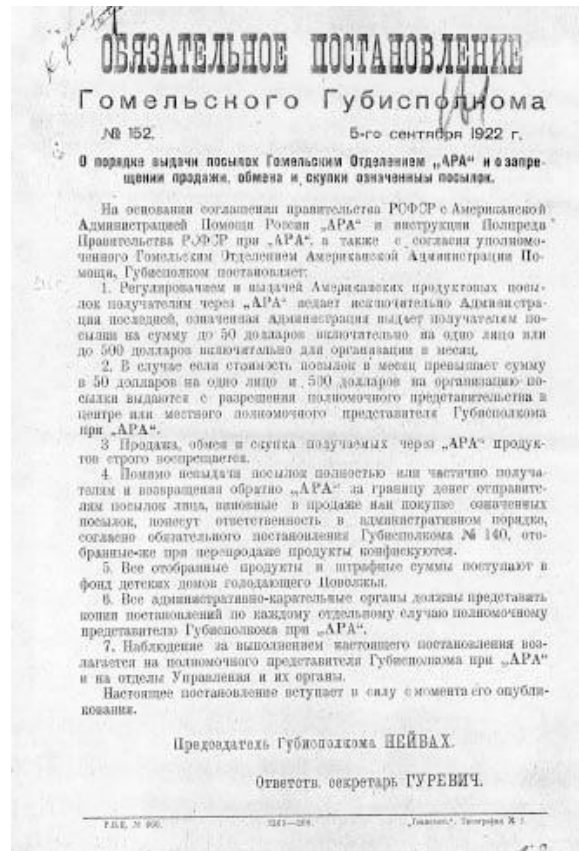 К делу
ОБЯЗАТЕЛЬНОЕ ПОСТАНОВЛЕНИЕ
Гомельского Губисполкома
№ 152. 5-го сентября 1922 г.
О порядке выдачи посылок Гомельским Отделением „АРА“ и о запре-
щении продажи, обмена и скупки означенных посылок.
На основании соглашения правительства РСФСР с Американской
Администрацией Помощи России „АРА“ и инструкции Полпреда
Правительства РСФСР при „АРА“, а также с согласия уполномо-
ченного Гомельским Отделением Американской Администрации По-
мощи, Губисполком постановляет:
1. Регулированием и выдачей Американских продуктовых посы-
лок получателям через „АРА“ ведает исключительно Администра-
ция последней, означенная Администрация выдает получателям по-
сылки на сумму до 50 долларов включительно на одно лицо или
до 500 долларов включительно для организации в месяц.
2. В случае если стоимость посылок в месяц превышает сумму
в 50 долларов на одно лицо и 500 долларов на организацию по-
сылки выдаются с разрешения полномочного представительства в
центре или местного полномочного представителя Губисполкома
при „АРА“.
3 Продажа, обмен и скупка получаемых через „АРА“ продук-
тов строго воспрещается.
4 Помимо невыдачи посылок полностью или частично получа-
телям и возвращения обратно „АРА“ за границу денег отправите-
лям посылок лица, виновные в продаже или покупке означенных
посылок, понесут ответственность в административном порядке,
согласно обязательного постановления Губисполкома № 140, ото-
бранные-же при перепродаже продукты конфискуются.
5. Все отобранные продукты и штрафные суммы поступают в
фонд детских домов голодающего Поволжья.
6. Все административно-карательные органы должны представить
копии постановлений по каждому отдельному случаю полномочному
представителю Губисполкома при „АРА“.
7. Наблюдение за выполнением настоящего постановления воз-
лагается на полномочного представителя Губисполкома при „АРА“
и на отделы Управления и их органы.
Настоящее постановление вступает в силу с момента его опубли-
кования.
Председатель Губисполкома НЕЙБАХ.
Ответств. секретарь ГУРЕВИЧ.